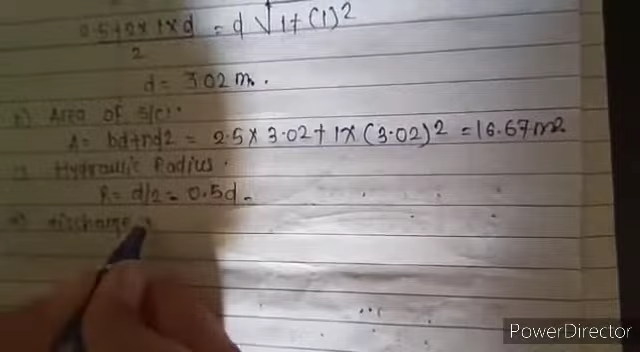 0.5+2×1×d / 2 = d √1+(1)2
d = 3.02 m.
Area of s/c:
A = bd+nd2 = 2.5 × 3.02 + 1 × (3.02)2 = 16.67 m2
Hydraulic Radius.
R = d/2 = 0.5d.
discharge
PowerDirector